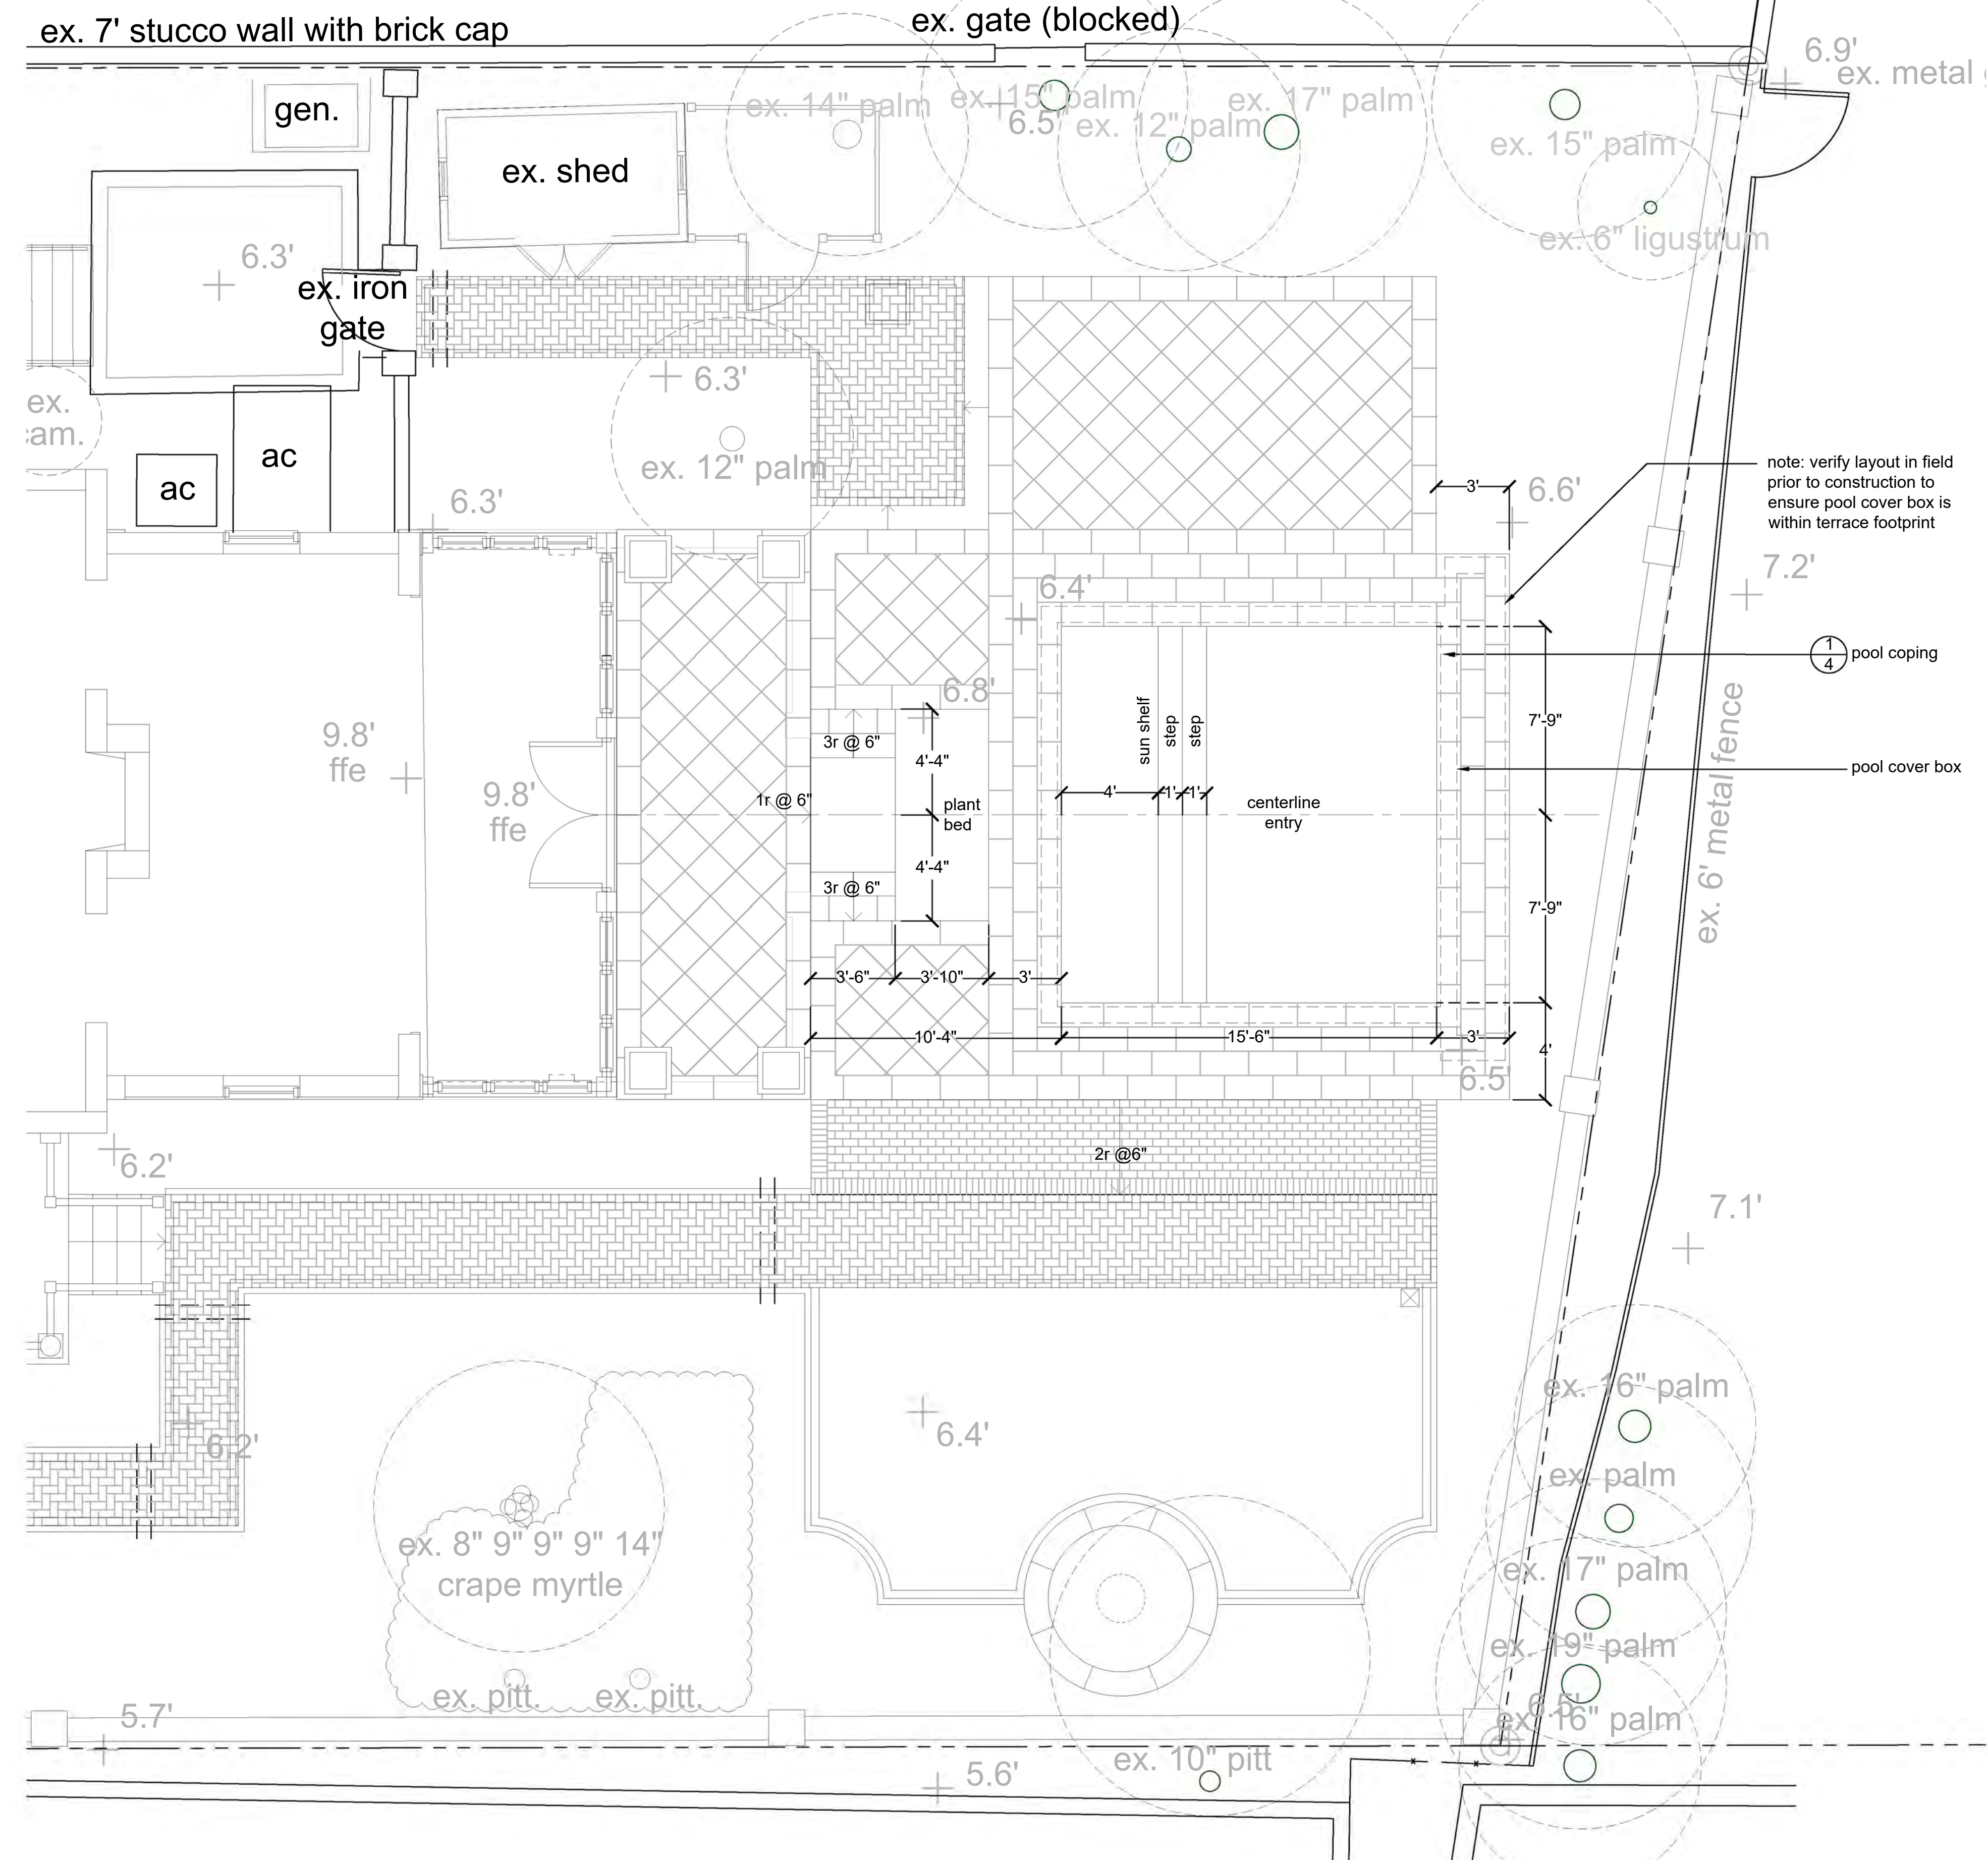 ex. 7' stucco wall with brick cap
ex. gate (blocked)
6.9'
ex. metal
gen.
ex. shed
ex. 14" palm
ex. 15" palm
6.5'
ex. 12" palm
ex. 17" palm
ex. 15" palm
ex. 6" ligustrum
6.3'
ex. iron
gate
6.3'
ex. 12" palm
ex.
cam.
ac
ac
6.3'
3'
6.6'
note: verify layout in field
prior to construction to
ensure pool cover box is
within terrace footprint
7.2'
6.4'
1
4
pool coping
6.8'
sun shelf
step
step
7'-9"
ex. 6' metal fence
9.8'
ffe
9.8'
ffe
3r @ 6"
4'-4"
pool cover box
1r @ 6"
plant
bed
4'
1'
1'
centerline
entry
4'-4"
3r @ 6"
7'-9"
3'-6"
3'-10"
3'
10'-4"
15'-6"
3'
4'
6.5'
6.2'
2r @6"
7.1'
6.2'
6.4'
ex. 16" palm
ex. palm
ex. 8" 9" 9" 9" 14"
crape myrtle
ex. 17" palm
ex. 19" palm
ex. pitt.
ex. pitt.
6.5'
ex. 16" palm
5.7'
5.6'
ex. 10" pitt